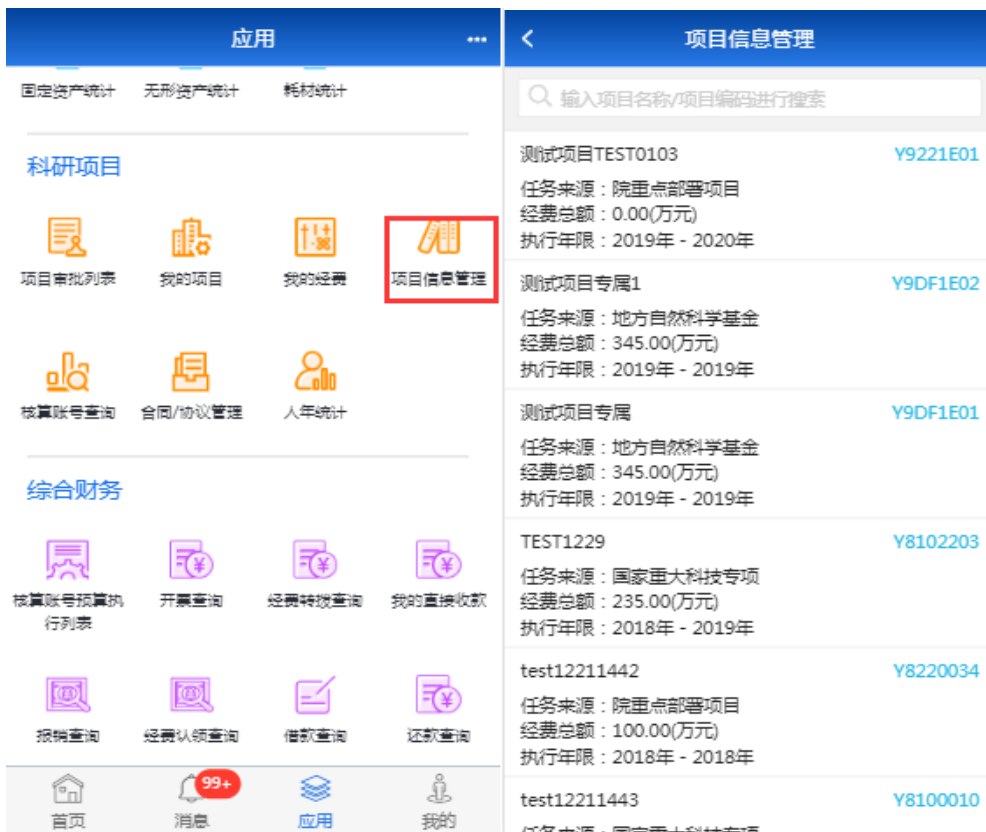 应用
固定资产统计 无形资产统计 耗材统计
科研项目
项目审批列表 我的项目 我的经费 项目信息管理
核算账号查询 合同/协议管理 人年统计
综合财务
核算账号预算执行列表 开票查询 经费转拨查询 我的直接收款
报销查询 经费认领查询 借款查询 还款查询
99+
首页 消息 应用 我的
项目信息管理
输入项目名称/项目编码进行搜索
测试项目TEST0103 Y9221E01
任务来源：院重点部署项目
经费总额：0.00(万元)
执行年限：2019年 - 2020年
测试项目专属1 Y9DF1E02
任务来源：地方自然科学基金
经费总额：345.00(万元)
执行年限：2019年 - 2019年
测试项目专属 Y9DF1E01
任务来源：地方自然科学基金
经费总额：345.00(万元)
执行年限：2019年 - 2019年
TEST1229 Y8102203
任务来源：国家重大科技专项
经费总额：235.00(万元)
执行年限：2018年 - 2019年
test12211442 Y8220034
任务来源：院重点部署项目
经费总额：100.00(万元)
执行年限：2018年 - 2018年
test12211443 Y8100010
任务来源：国家重大科技专项